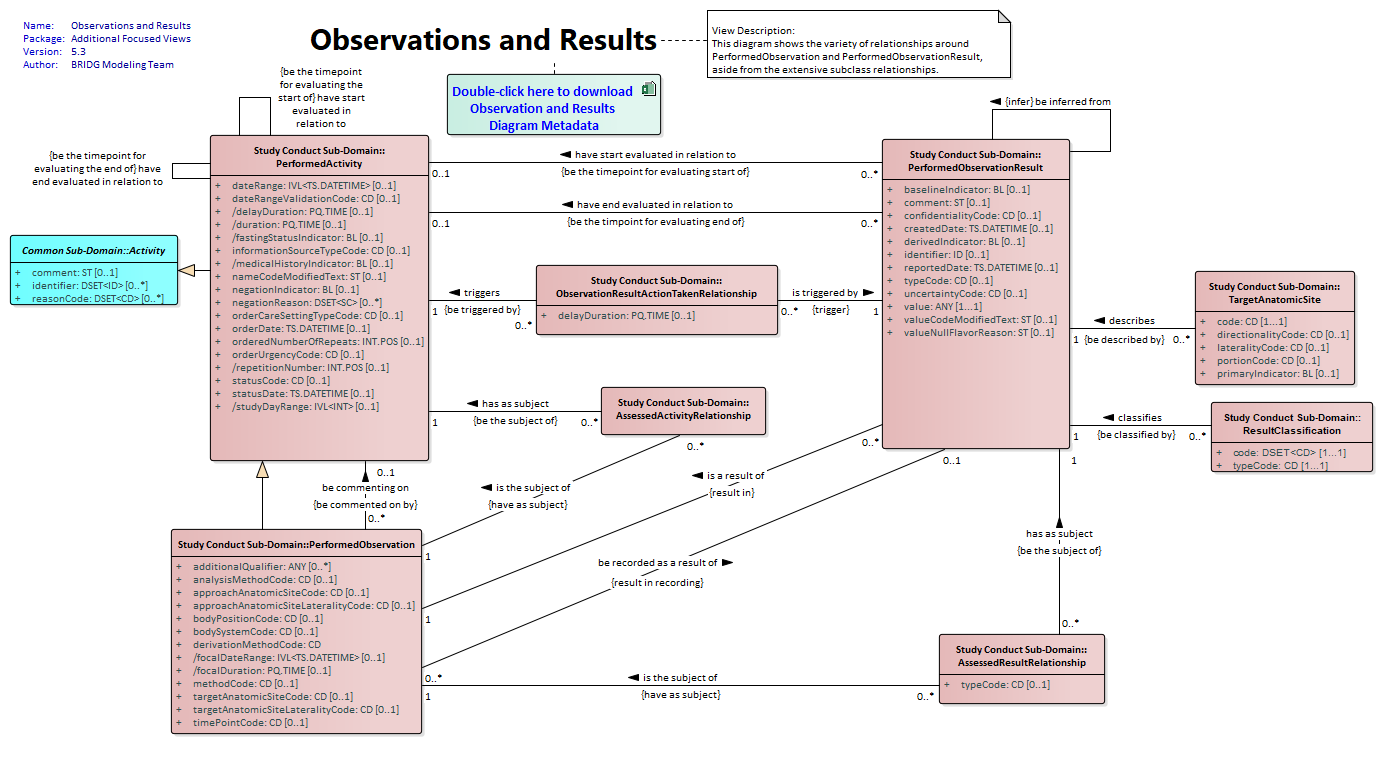 Name: Observations and Results
Package: Additional Focused Views
Version: 5.3
Author: BRIDG Modeling Team
Observations and Results
View Description:
This diagram shows the variety of relationships around
PerformedObservation and PerformedObservationResult,
aside from the extensive subclass relationships.
Double-click here to download
Observation and Results
Diagram Metadata
{be the timepoint
for evaluating the
start of} have start
evaluated in
relation to
{be the timepoint for
evaluating the end of} have
end evaluated in relation to
Common Sub-Domain::Activity
+ comment: ST [0..1]
+ identifier: DSET<ID> [0..*]
+ reasonCode: DSET<CD> [0..*]
Study Conduct Sub-Domain::
PerformedActivity
+ dateRange: IVL<TS.DATETIME> [0..1]
+ dateRangeValidationCode: CD [0..1]
+ /delayDuration: PQ.TIME [0..1]
+ /duration: PQ.TIME [0..1]
+ /fastingStatusIndicator: BL [0..1]
+ informationSourceTypeCode: CD [0..1]
+ /medicalHistoryIndicator: BL [0..1]
+ nameCodeModifiedText: ST [0..1]
+ negationIndicator: BL [0..1]
+ negationReason: DSET<SC> [0..*]
+ orderCareSettingTypeCode: CD [0..1]
+ orderDate: TS.DATETIME [0..1]
+ orderedNumberOfRepeats: INT.POS [0..1]
+ orderUrgencyCode: CD [0..1]
+ /repetitionNumber: INT.POS [0..1]
+ statusCode: CD [0..1]
+ statusDate: TS.DATETIME [0..1]
+ /studyDayRange: IVL<INT> [0..1]
have start evaluated in relation to
0..1 {be the timepoint for evaluating start of} 0..*
have end evaluated in relation to
0..1 {be the timpoint for evaluating end of} 0..*
{infer} be inferred from
Study Conduct Sub-Domain::
PerformedObservationResult
+ baselineIndicator: BL [0..1]
+ comment: ST [0..1]
+ confidentialityCode: CD [0..1]
+ createdDate: TS.DATETIME [0..1]
+ derivedIndicator: BL [0..1]
+ identifier: ID [0..1]
+ reportedDate: TS.DATETIME [0..1]
+ typeCode: CD [0..1]
+ uncertaintyCode: CD [0..1]
+ value: ANY [1..1]
+ valueCodeModifiedText: ST [0..1]
+ valueNullFlavorReason: ST [0..1]
triggers
1 {be triggered by} 0..*
Study Conduct Sub-Domain::
ObservationResultActionTakenRelationship
+ delayDuration: PQ.TIME [0..1]
is triggered by
0..* {trigger} 1
describes
1 {be described by} 0..*
Study Conduct Sub-Domain::
TargetAnatomicSite
+ code: CD [1...1]
+ directionalityCode: CD [0..1]
+ lateralityCode: CD [0..1]
+ portionCode: CD [0..1]
+ primaryIndicator: BL [0..1]
has as subject
1 {be the subject of} 0..*
Study Conduct Sub-Domain::
AssessedActivityRelationship
0..*
classifies
1 {be classified by} 0..*
Study Conduct Sub-Domain::
ResultClassification
+ code: DSET<CD> [1...1]
+ typeCode: CD [1...1]
0..1
be commenting on
{be commented on by}
0..*
is the subject of
{have as subject}
1
0..*
is a result of
{result in}
1
0..1
be recorded as a result of
{result in recording}
0..*
1
has as subject
{be the subject of}
0..*
Study Conduct Sub-Domain::PerformedObservation
+ additionalQualifier: ANY [0..*]
+ analysisMethodCode: CD [0..1]
+ approachAnatomicSiteCode: CD [0..1]
+ approachAnatomicSiteLateralityCode: CD [0..1]
+ bodyPositionCode: CD [0..1]
+ bodySystemCode: CD [0..1]
+ derivationMethodCode: CD
+ /focalDateRange: IVL<TS.DATETIME> [0..1]
+ /focalDuration: PQ.TIME [0..1]
+ methodCode: CD [0..1]
+ targetAnatomicSiteCode: CD [0..1]
+ targetAnatomicSiteLateralityCode: CD [0..1]
+ timePointCode: CD [0..1]
is the subject of
1 {have as subject} 0..*
Study Conduct Sub-Domain::
AssessedResultRelationship
+ typeCode: CD [0..1]